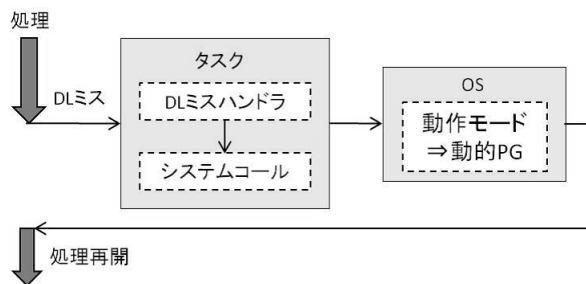 処理
DLミス
タスク
DLミスハンドラ
システムコール
OS
動作モード
⇒動的PG
処理再開